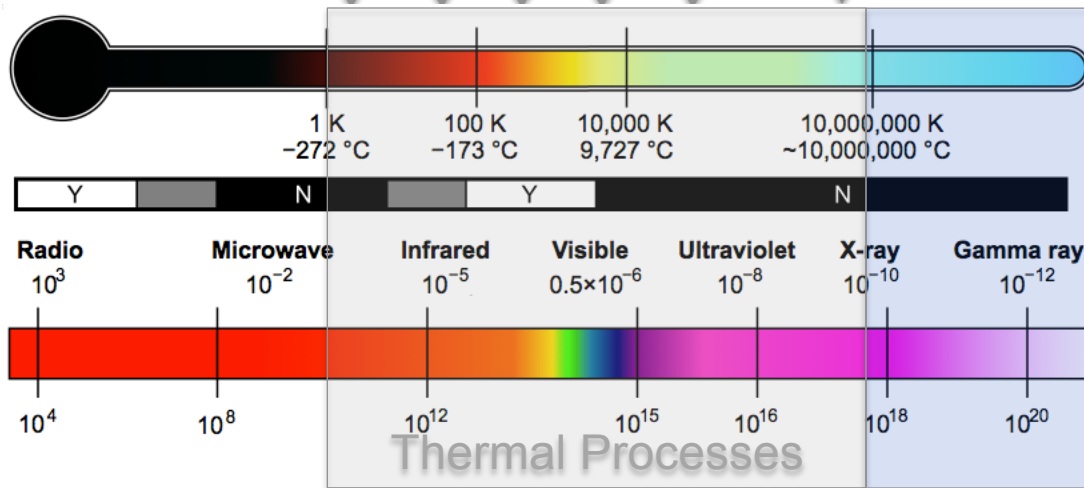 1 K 100 K 10,000 K 10,000,000 K
−272 °C −173 °C 9,727 °C ~10,000,000 °C
Y N Y N
Radio Microwave Infrared Visible Ultraviolet X-ray Gamma ray
10³ 10⁻² 10⁻⁵ 0.5×10⁻⁶ 10⁻⁸ 10⁻¹⁰ 10⁻¹²
10⁴ 10⁸ 10¹² 10¹⁵ 10¹⁶ 10¹⁸ 10²⁰
Thermal Processes